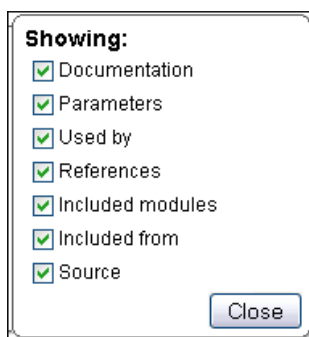 Showing:
Documentation
Parameters
Used by
References
Included modules
Included from
Source
Close